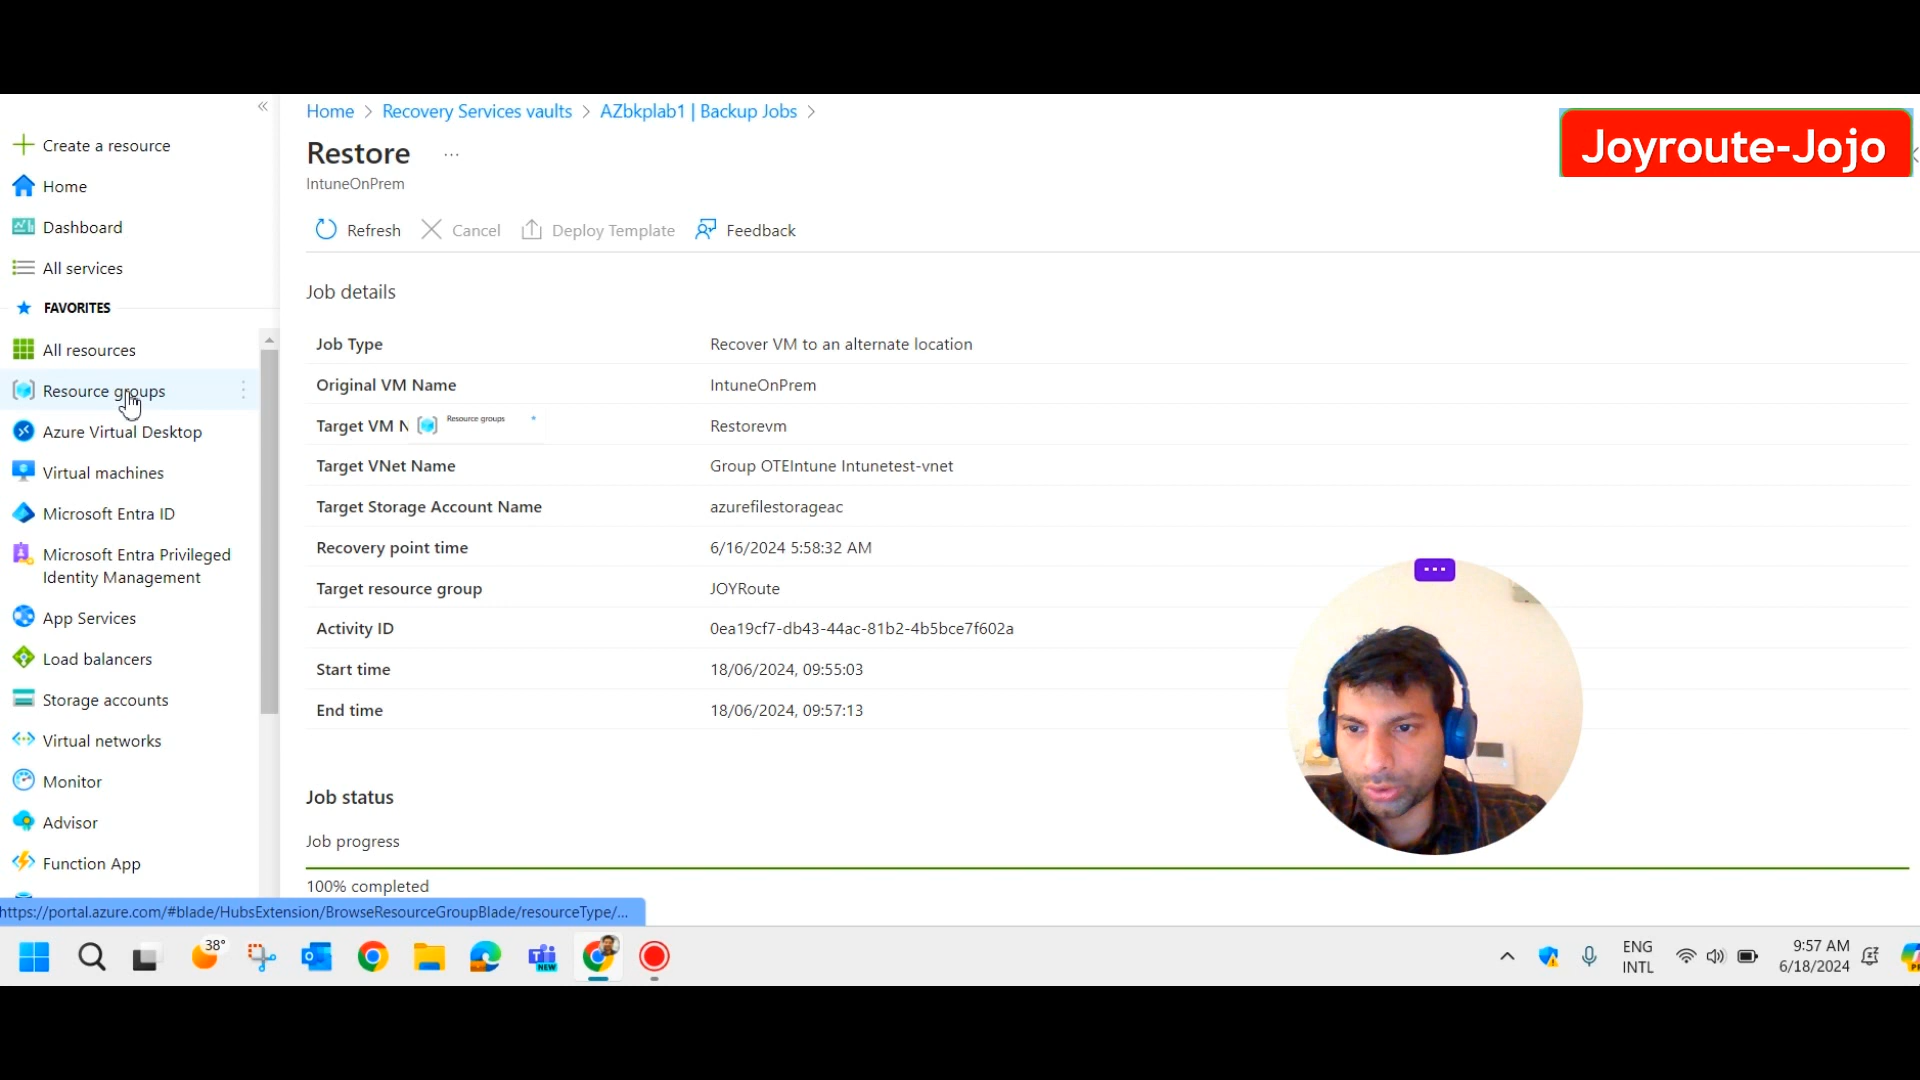 Home > Recovery Services vaults > AZbkplab1 | Backup Jobs >
Joyroute-Jojo
Restore ...
IntuneOnPrem
Refresh Cancel Deploy Template Feedback
Create a resource
Home
Dashboard
All services
FAVORITES
All resources
Resource groups
Azure Virtual Desktop
Virtual machines
Microsoft Entra ID
Microsoft Entra Privileged
Identity Management
App Services
Load balancers
Storage accounts
Virtual networks
Monitor
Advisor
Function App
Job details
Job Type Recover VM to an alternate location
Original VM Name IntuneOnPrem
Target VM N Resource groups Restorevm
Target VNet Name Group OTEIntune Intunetest-vnet
Target Storage Account Name azurefilestorageac
Recovery point time 6/16/2024 5:58:32 AM
Target resource group JOYRoute
Activity ID 0ea19cf7-db43-44ac-81b2-4b5bce7f602a
Start time 18/06/2024, 09:55:03
End time 18/06/2024, 09:57:13
Job status
Job progress
100% completed
https://portal.azure.com/#blade/HubsExtension/BrowseResourceGroupBlade/resourceType/...
38°
NEW
ENG
INTL
9:57 AM
6/18/2024